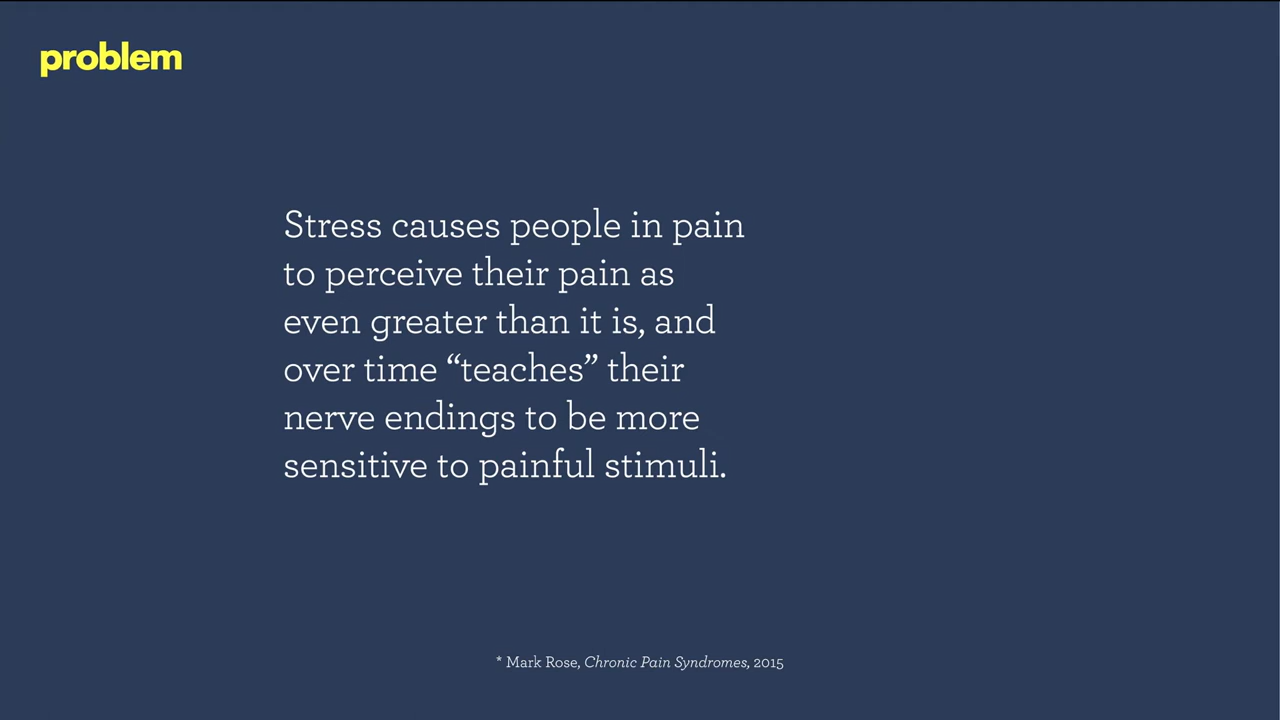 problem
Stress causes people in pain
to perceive their pain as
even greater than it is, and
over time “teaches” their
nerve endings to be more
sensitive to painful stimuli.
* Mark Rose, Chronic Pain Syndromes, 2015